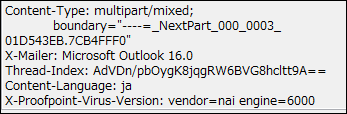 Content-Type: multipart/mixed;
boundary="----=_NextPart_000_0003_
01D543EB.7CB4FFF0"
X-Mailer: Microsoft Outlook 16.0
Thread-Index: AdVDn/pbOygK8jqgRW6BVG8hcltt9A==
Content-Language: ja
X-Proofpoint-Virus-Version: vendor=nai engine=6000